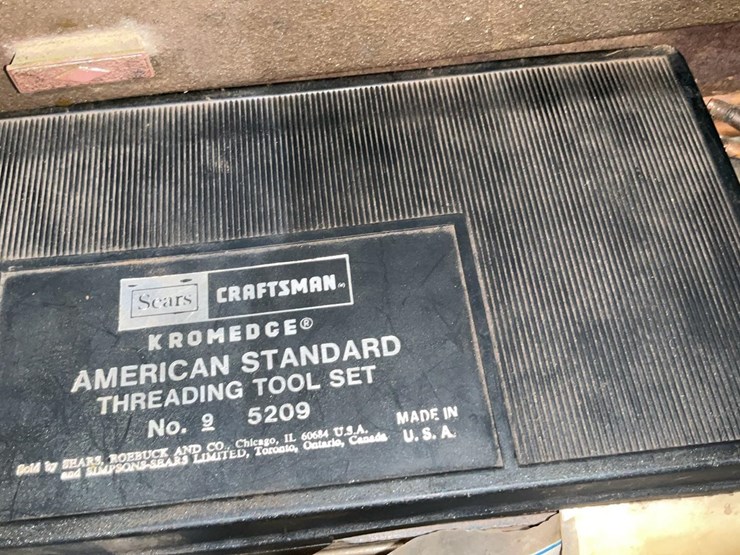 Sears CRAFTSMAN
KROMEDGE®
AMERICAN STANDARD
THREADING TOOL SET
No. 9 5209
MADE IN
U. S. A.
Sold by SEARS, ROEBUCK AND CO., Chicago, IL 60684 U.S.A.
and SIMPSONS-SEARS LIMITED, Toronto, Ontario, Canada